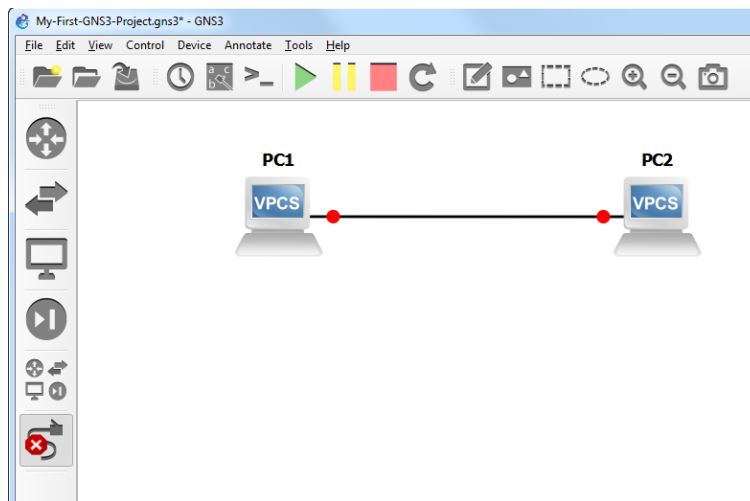 My-First-GNS3-Project.gns3* - GNS3
File Edit View Control Device Annotate Tools Help
a c
b
>_
PC1
PC2
VPCS
VPCS